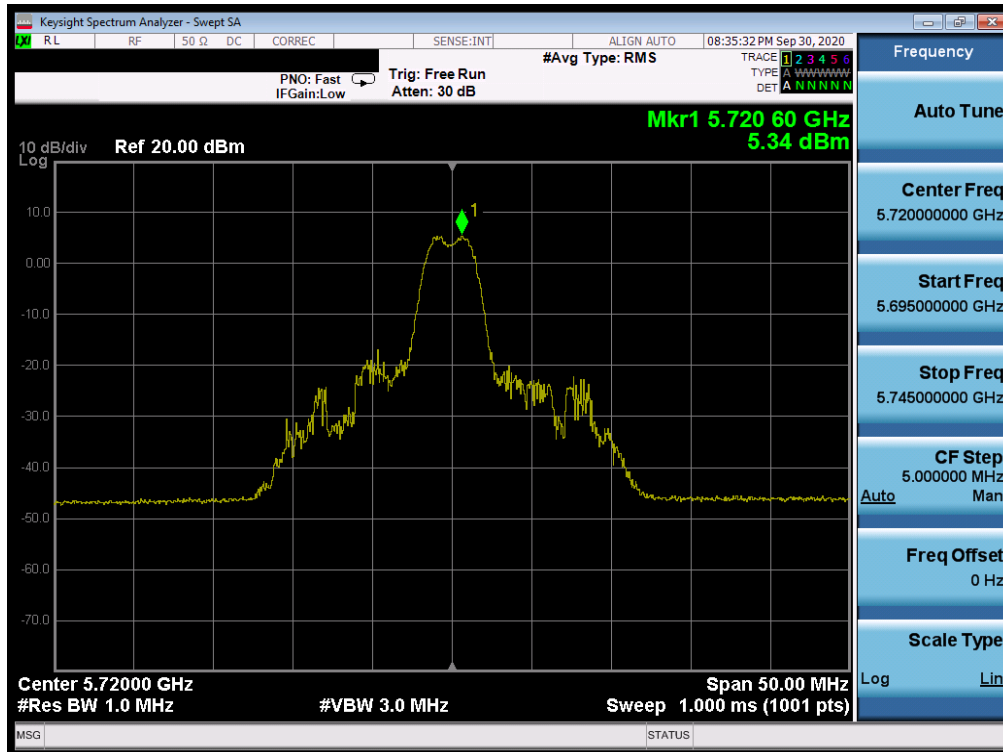 Keysight Spectrum Analyzer - Swept SA
LXI RL RF 50 Ω DC CORREC SENSE:INT ALIGN AUTO 08:35:32 PM Sep 30, 2020
#Avg Type: RMS TRACE 1 2 3 4 5 6
PNO: Fast Trig: Free Run TYPE A WWWWW
IFGain:Low Atten: 30 dB DET A N N N N N
Mkr1 5.720 60 GHz
5.34 dBm
10 dB/div Ref 20.00 dBm
Log
1
10.0
0.00
-10.0
-20.0
-30.0
-40.0
-50.0
-60.0
-70.0
Center 5.72000 GHz Span 50.00 MHz
#Res BW 1.0 MHz #VBW 3.0 MHz Sweep 1.000 ms (1001 pts)
MSG STATUS
Frequency
Auto Tune
Center Freq
5.720000000 GHz
Start Freq
5.695000000 GHz
Stop Freq
5.745000000 GHz
CF Step
5.000000 MHz
Auto Man
Freq Offset
0 Hz
Scale Type
Log Lin